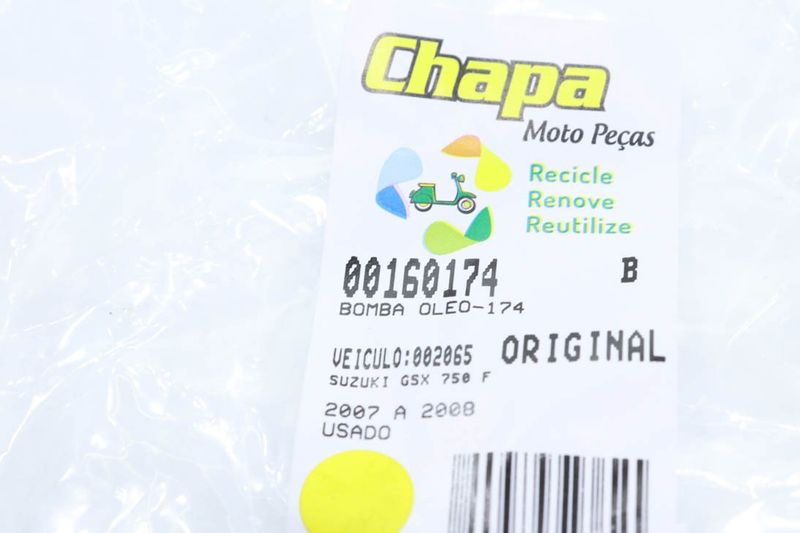 Chapa
Moto Peças
Recicle
Renove
Reutilize
00160174 B
BOMBA OLEO-174
VEICULO:002065 ORIGINAL
SUZUKI GSX 750 F
2007 A 2008
USADO